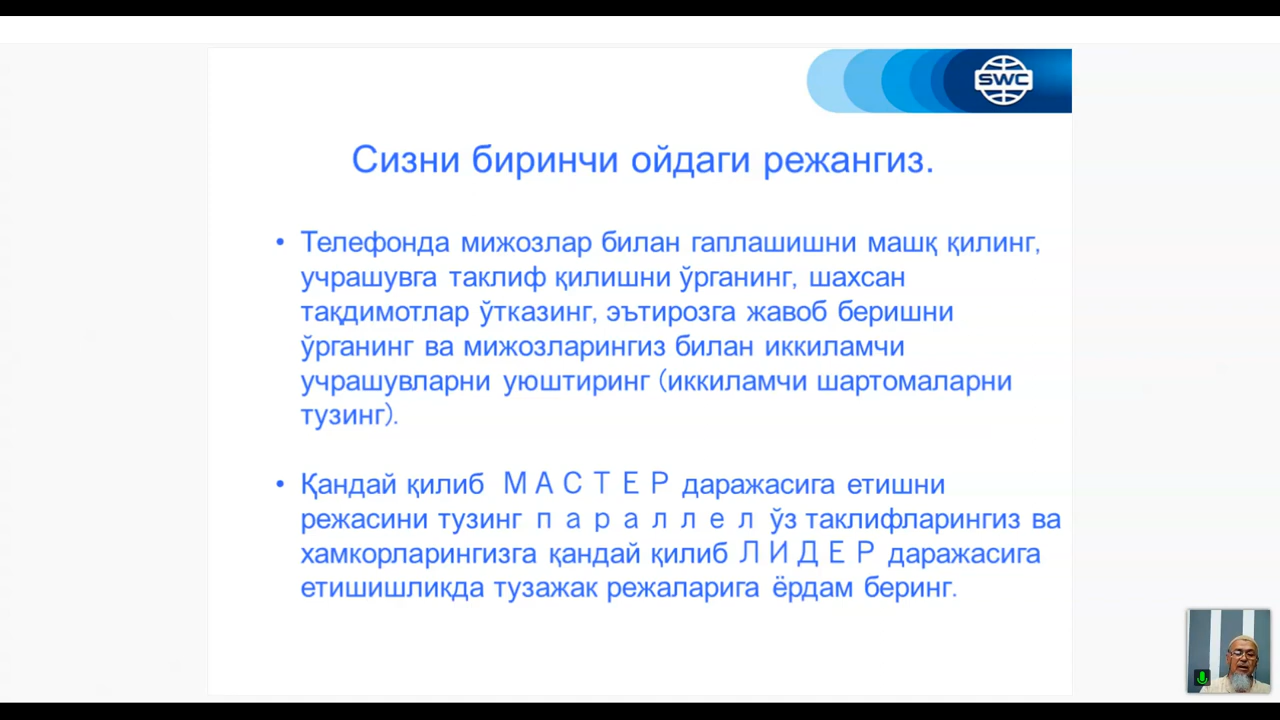 SWC
Сизни биринчи ойдаги режангиз.
• Телефонда мижозлар билан гаплашишни машқ қилинг,
учрашувга таклиф қилишни ўрганинг, шахсан
тақдимотлар ўтказинг, эътирозга жавоб беришни
ўрганинг ва мижозларингиз билан иккиламчи
учрашувларни уюштиринг (иккиламчи шартомаларни
тузинг).
• Қандай қилиб М А С Т Е Р даражасига етишни
режасини тузинг п а р а л л е л ўз таклифларингиз ва
хамкорларингизга қандай қилиб Л И Д Е Р даражасига
етишишликда тузажак режаларига ёрдам беринг.